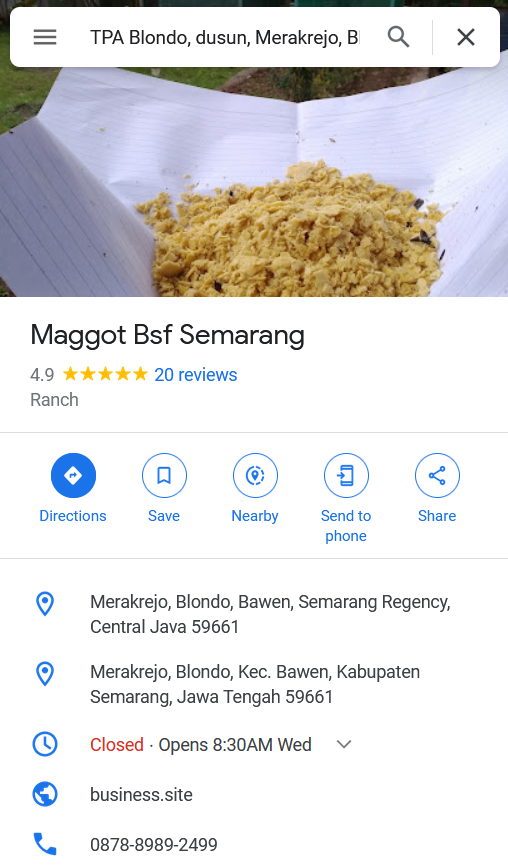 TPA Blondo, dusun, Merakrejo, B
Maggot Bsf Semarang
4.9 20 reviews
Ranch
Directions
Save
Nearby
Send to
phone
Share
Merakrejo, Blondo, Bawen, Semarang Regency,
Central Java 59661
Merakrejo, Blondo, Kec. Bawen, Kabupaten
Semarang, Jawa Tengah 59661
Closed · Opens 8:30AM Wed
business.site
0878-8989-2499